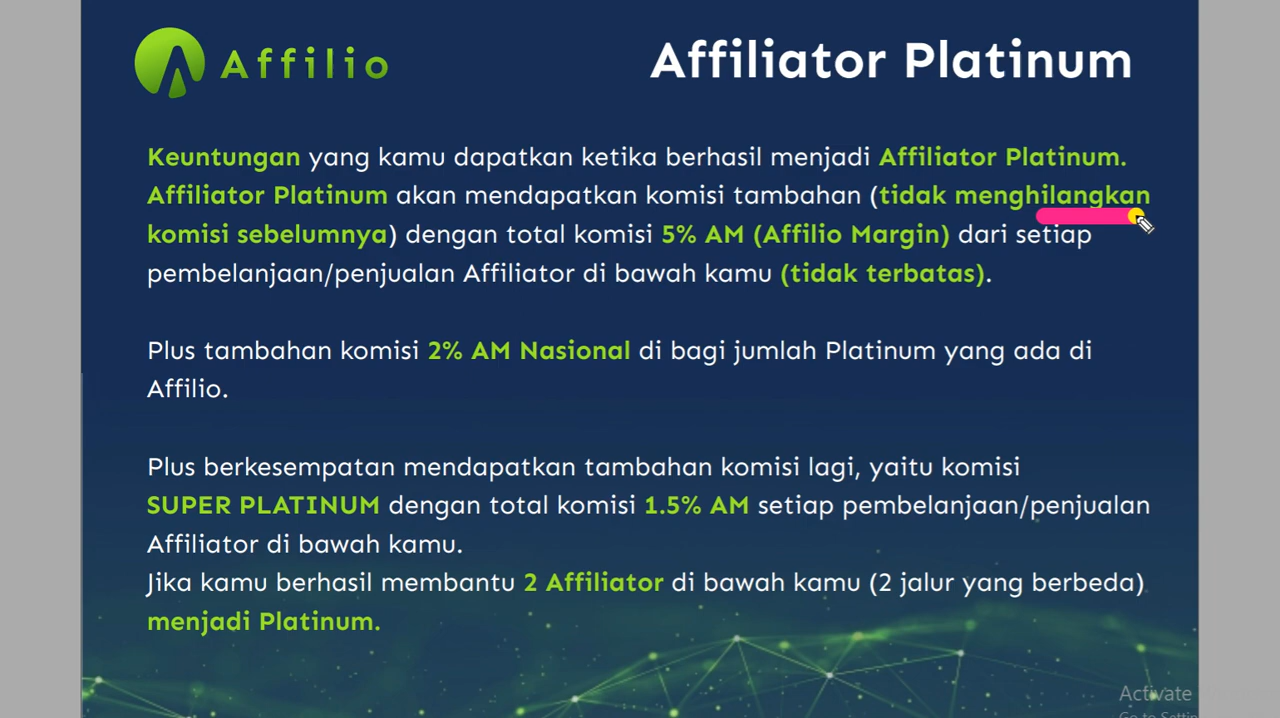 Affilio
Affiliator Platinum
Keuntungan yang kamu dapatkan ketika berhasil menjadi Affiliator Platinum.
Affiliator Platinum akan mendapatkan komisi tambahan (tidak menghilangkan
komisi sebelumnya) dengan total komisi 5% AM (Affilio Margin) dari setiap
pembelanjaan/penjualan Affiliator di bawah kamu (tidak terbatas).
Plus tambahan komisi 2% AM Nasional di bagi jumlah Platinum yang ada di
Affilio.
Plus berkesempatan mendapatkan tambahan komisi lagi, yaitu komisi
SUPER PLATINUM dengan total komisi 1.5% AM setiap pembelanjaan/penjualan
Affiliator di bawah kamu.
Jika kamu berhasil membantu 2 Affiliator di bawah kamu (2 jalur yang berbeda)
menjadi Platinum.
Activate
Go to